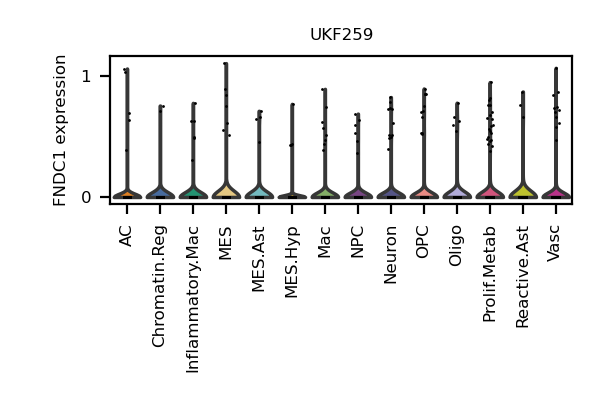 UKF259
FNDC1 expression
1
0
AC
Chromatin.Reg
Inflammatory.Mac
MES
MES.Ast
MES.Hyp
Mac
NPC
Neuron
OPC
Oligo
Prolif.Metab
Reactive.Ast
Vasc